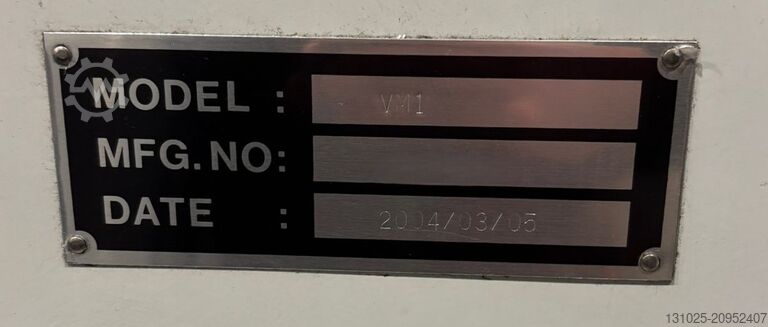 MODEL : VM1
MFG.NO:
DATE : 2004/03/05
131025-20952407